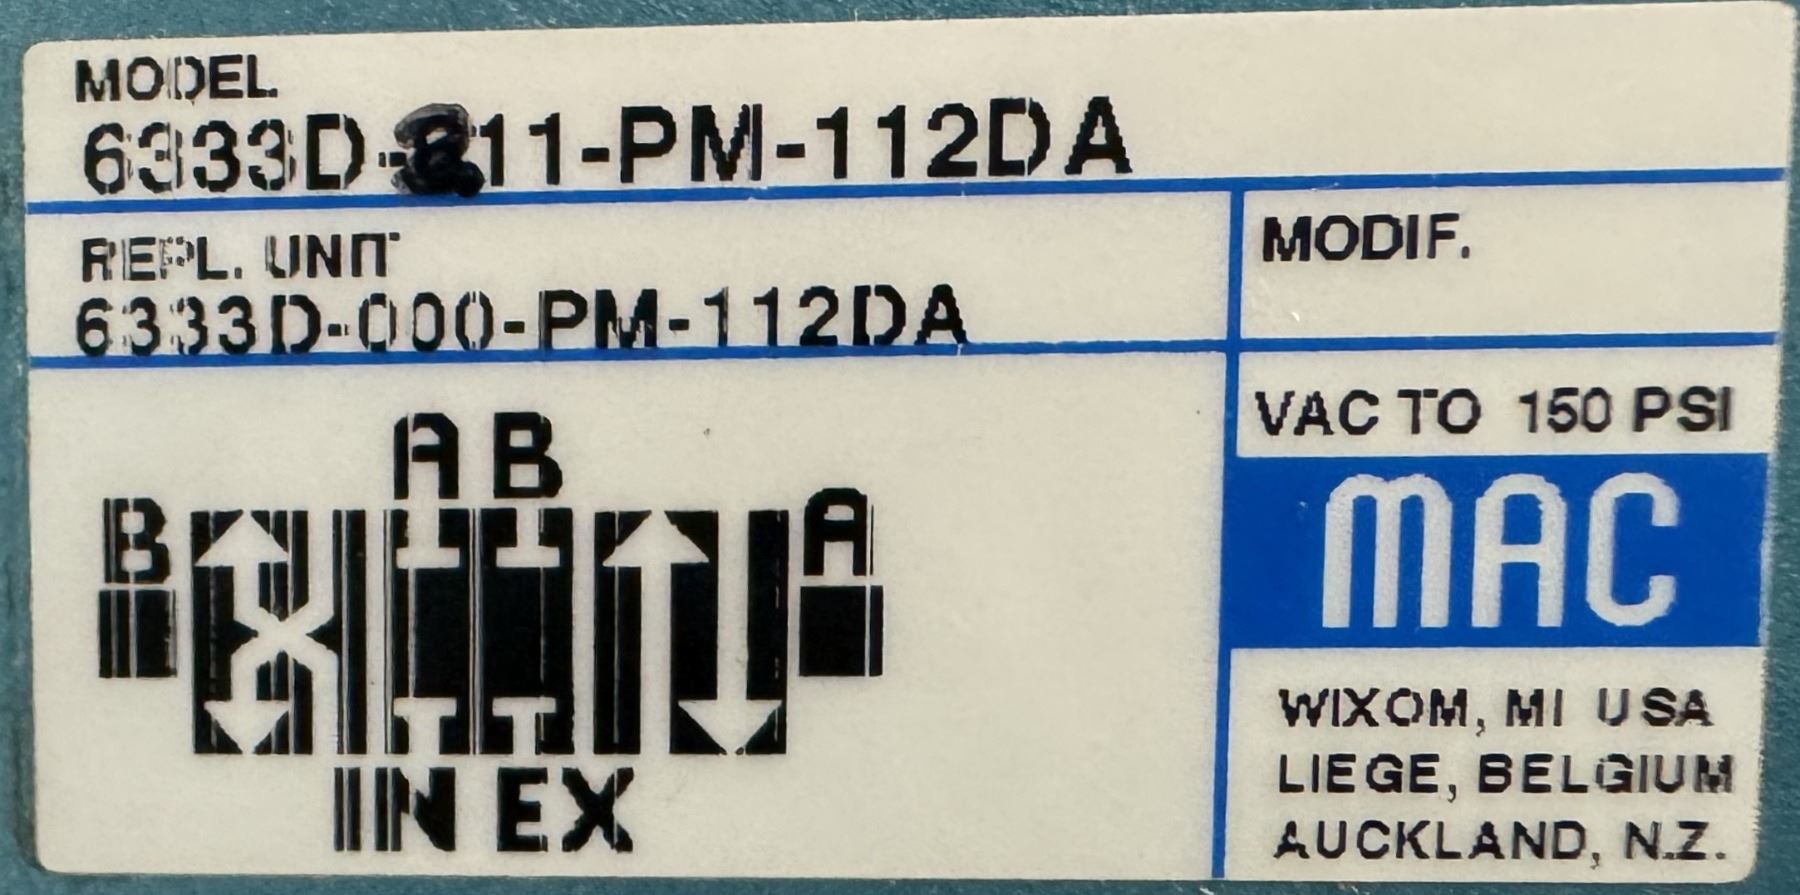 MODEL
6333D-211-PM-112DA
REPL. UNIT
6333D-000-PM-112DA
MODIF.
VAC TO 150 PSI
MAC
WIXOM, MI USA
LIEGE, BELGIUM
AUCKLAND, N.Z.
A B
B A
IN EX